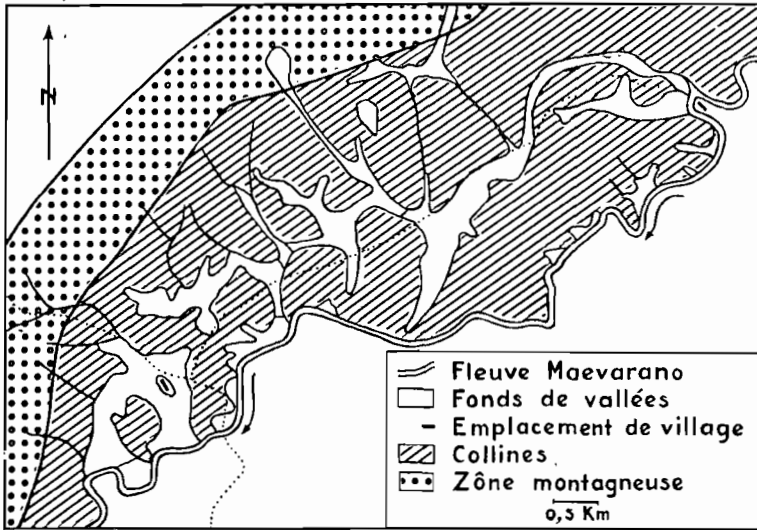 N
Fleuve Maevarano
Fonds de vallées
Emplacement de village
Collines
Zône montagneuse
0,5 Km